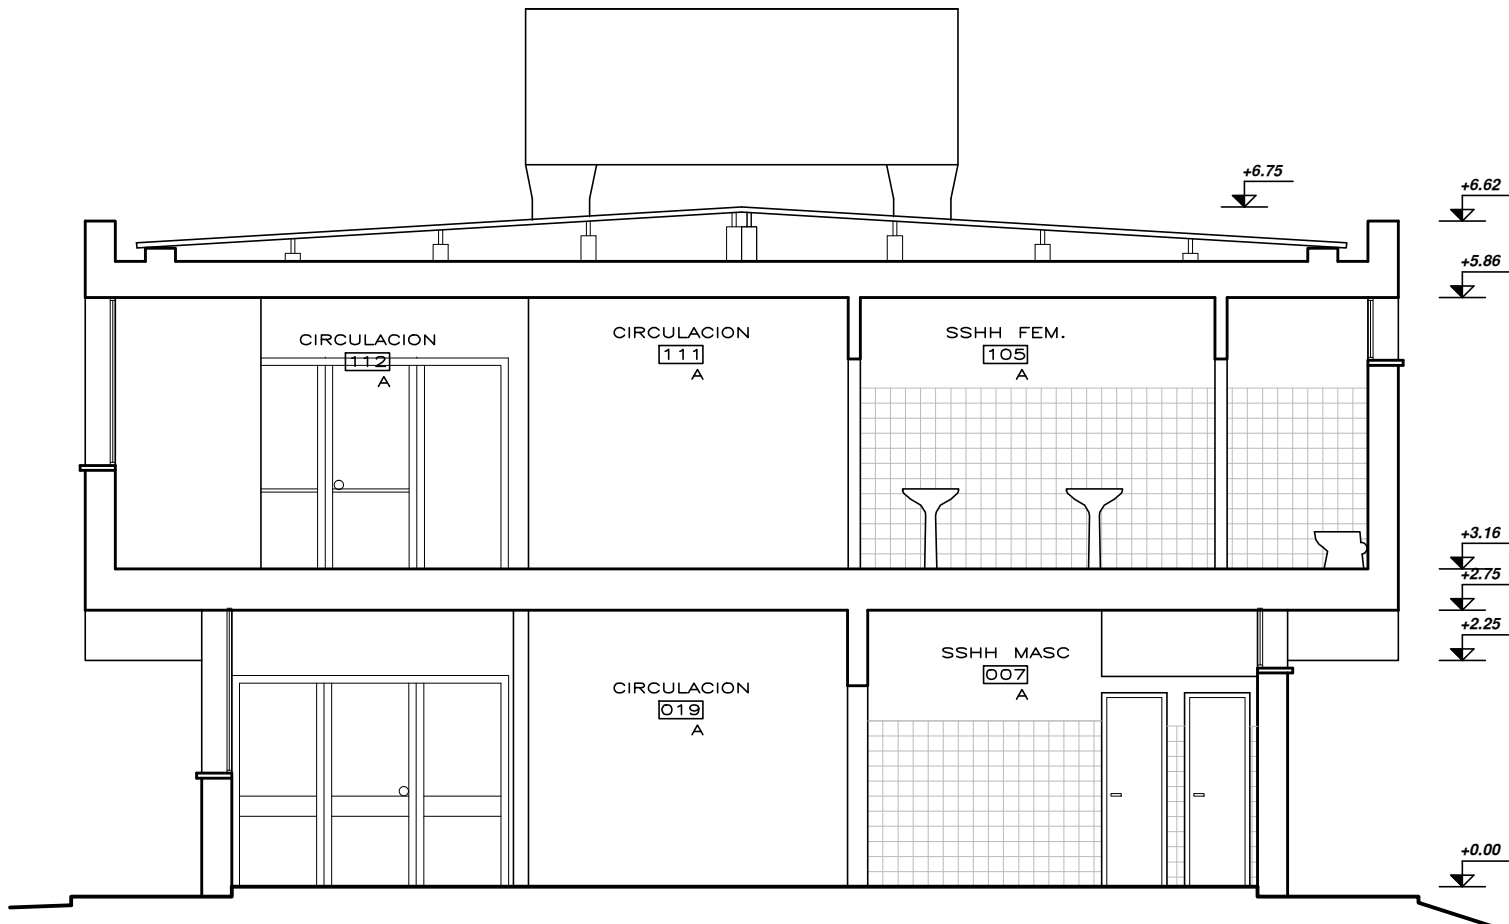 +6.75
+6.62
+5.86
CIRCULACION
112
A
CIRCULACION
111
A
SSHH FEM.
105
A
+3.16
+2.75
+2.25
CIRCULACION
019
A
SSHH MASC
007
A
+0.00